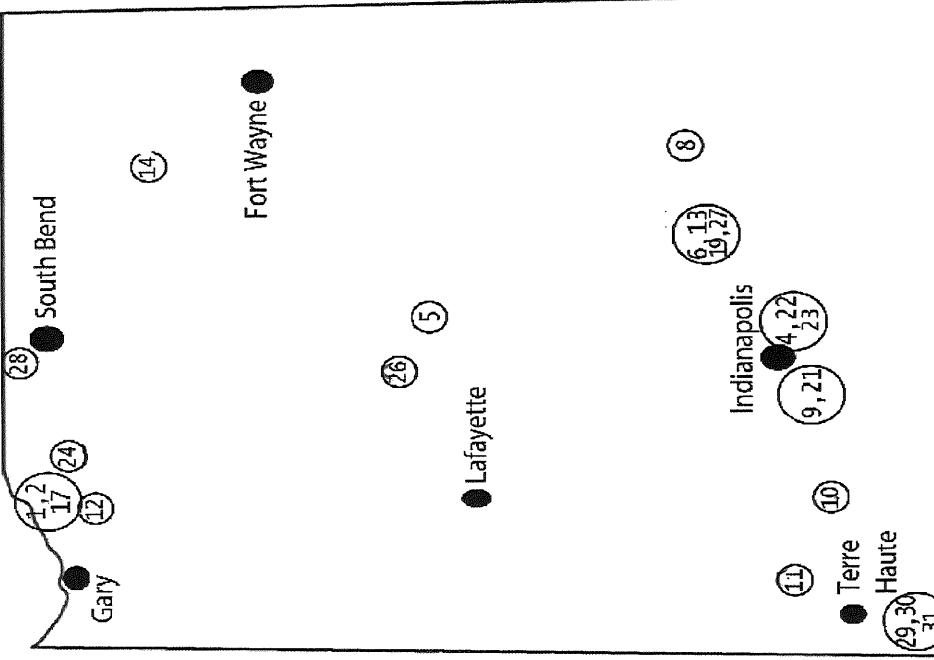 28
South Bend
14
1,2
17
24
12
Gary
Fort Wayne
26
5
Lafayette
8
6, 13
19,27
Indianapolis
4,22
23
9,21
10
11
Terre
Haute
29,30
31